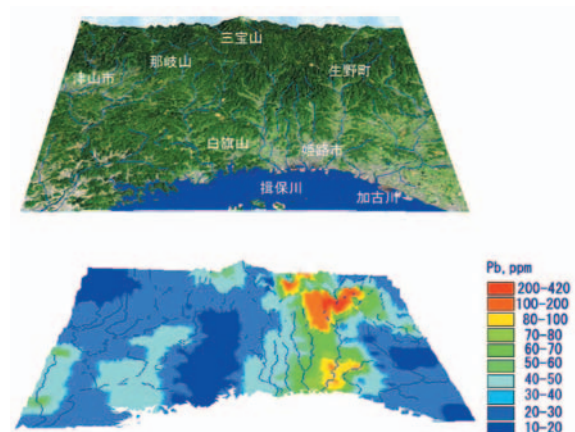 三宝山
那岐山
生野町
津山市
白旗山
姫路市
揖保川
加古川
Pb, ppm
200-420
100-200
80-100
70-80
60-70
50-60
40-50
30-40
20-30
10-20